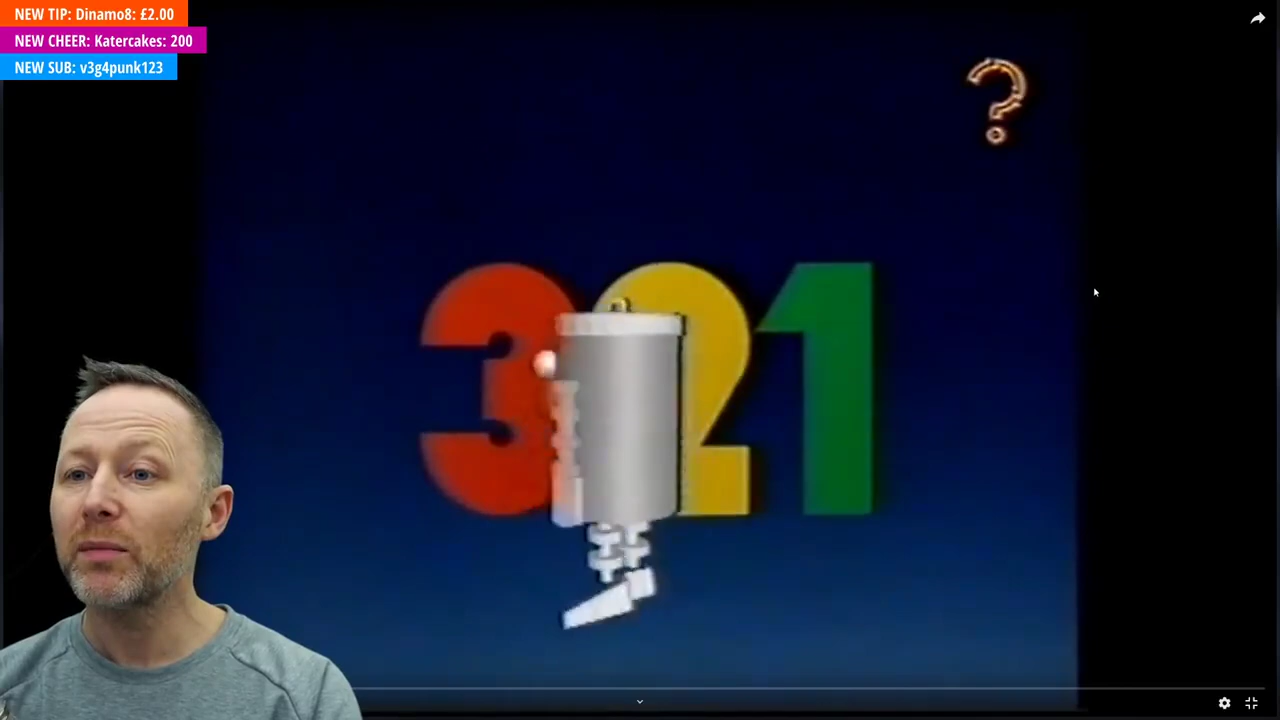 NEW TIP: Dinamo8: £2.00
NEW CHEER: Katercakes: 200
NEW SUB: v3g4punk123
?
321